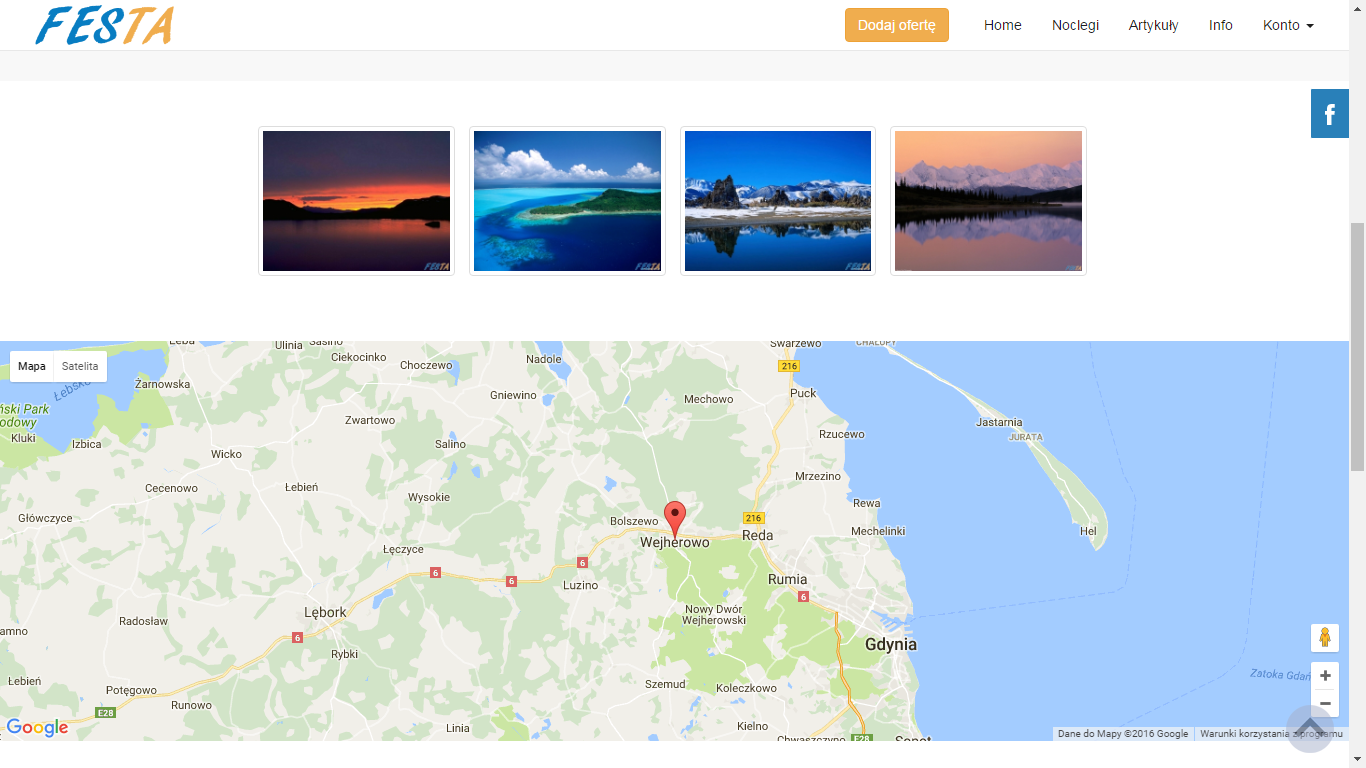 FESTA
Dodaj ofertę
Home
Noclegi
Artykuły
Info
Konto
f
FESTA
FESTA
FESTA
Mapa
Satelita
Ulinia
Sasino
Ciekocinko
Choczewo
Nadole
Swarzewo
CHAŁUPY
216
Żarnowska
Łebsko
Gniewino
Mechowo
Puck
Kluki
Izbica
Zwartowo
Salino
Rzucewo
Jastarnia
JURATA
Wicko
Cecenowo
Łebień
Wysokie
Mrzezino
Rewa
Główczyce
Bolszewo
216
Mechelinki
Hel
Wejherowo
Reda
Łęczyce
6
6
6
Luzino
Rumia
6
Lębork
Nowy Dwór
Wejherowski
Radosław
6
Gdynia
Rybki
Łebień
Potęgowo
Szemud
Koleczkowo
Zatoka Gdań
Runowo
E28
Linia
Kielno
Chwaszczyno
E28
Sopot
Google
Dane do Mapy ©2016 Google
Warunki korzystania z programu